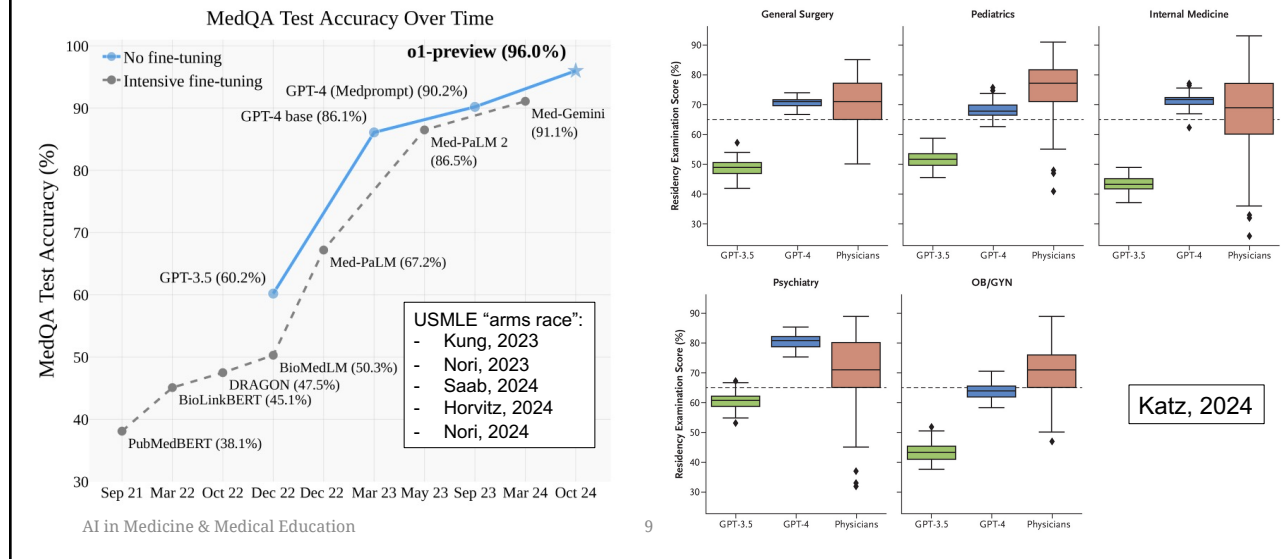 MedQA Test Accuracy Over Time
MedQA Test Accuracy (%)
100
90
80
70
60
50
40
30
No fine-tuning
Intensive fine-tuning
o1-preview (96.0%)
GPT-4 (Medprompt) (90.2%)
GPT-4 base (86.1%)
Med-Gemini
(91.1%)
Med-PaLM 2
(86.5%)
Med-PaLM (67.2%)
GPT-3.5 (60.2%)
BioMedLM (50.3%)
DRAGON (47.5%)
BioLinkBERT (45.1%)
PubMedBERT (38.1%)
USMLE “arms race”:
- Kung, 2023
- Nori, 2023
- Saab, 2024
- Horvitz, 2024
- Nori, 2024
Sep 21 Mar 22 Oct 22 Dec 22 Dec 22 Mar 23 May 23 Sep 23 Mar 24 Oct 24
General Surgery
Residency Examination Score (%)
90
80
70
60
50
40
30
GPT-3.5 GPT-4 Physicians
Pediatrics
GPT-3.5 GPT-4 Physicians
Internal Medicine
GPT-3.5 GPT-4 Physicians
Psychiatry
Residency Examination Score (%)
90
80
70
60
50
40
30
GPT-3.5 GPT-4 Physicians
OB/GYN
GPT-3.5 GPT-4 Physicians
Katz, 2024
AI in Medicine & Medical Education
9